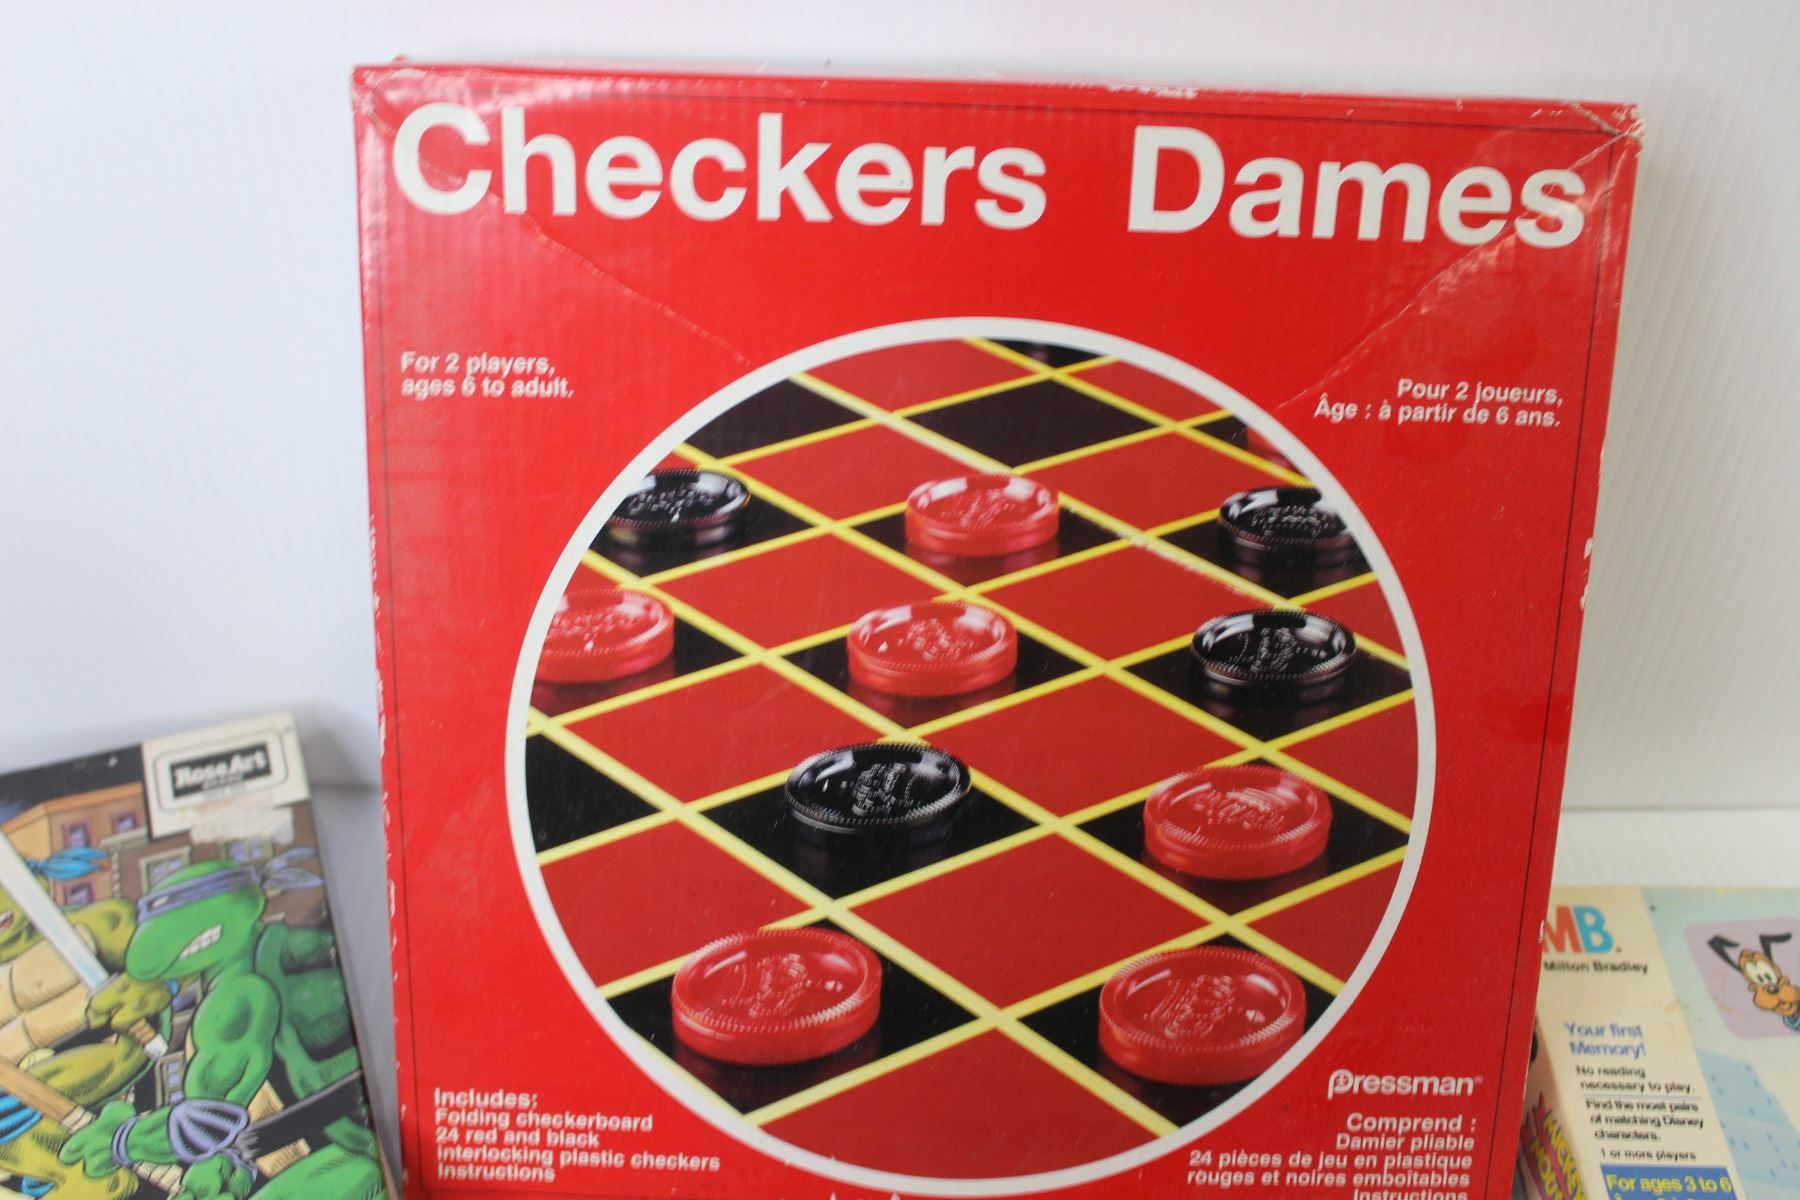 Checkers Dames
For 2 players,
ages 6 to adult.
Pour 2 joueurs,
Âge : à partir de 6 ans.
Includes:
Folding checkerboard
24 red and black
interlocking plastic checkers
Instructions
Pressman®
Comprend :
Damier pliable
24 pièces de jeu en plastique
rouges et noires emboîtables
Instructions
RoseArt
MB.
Milton Bradley
Your first
Memory!
No reading
necessary to play.
Find the most pairs
of matching Disney
characters.
1 or more players
For ages 3 to 6